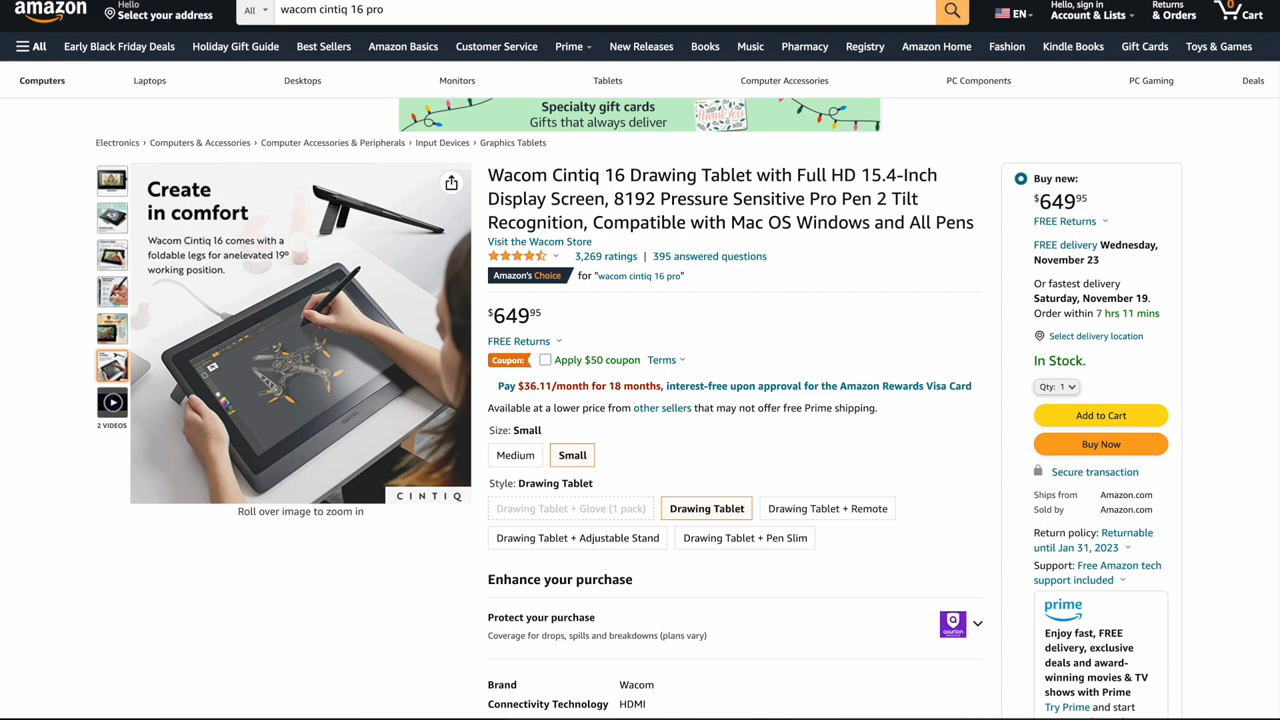 amazon
Hello
Select your address
All
wacom cintiq 16 pro
EN
Hello, sign in
Account & Lists
Returns
& Orders
0
Cart
All
Early Black Friday Deals
Holiday Gift Guide
Best Sellers
Amazon Basics
Customer Service
Prime
New Releases
Books
Music
Pharmacy
Registry
Amazon Home
Fashion
Kindle Books
Gift Cards
Toys & Games
Computers
Laptops
Desktops
Monitors
Tablets
Computer Accessories
PC Components
PC Gaming
Deals
Specialty gift cards
Gifts that always deliver
Electronics › Computers & Accessories › Computer Accessories & Peripherals › Input Devices › Graphics Tablets
Create
in comfort
Wacom Cintiq 16 comes with a
foldable legs for anelevated 19º
working position.
CINTIQ
2 VIDEOS
Roll over image to zoom in
Wacom Cintiq 16 Drawing Tablet with Full HD 15.4-Inch
Display Screen, 8192 Pressure Sensitive Pro Pen 2 Tilt
Recognition, Compatible with Mac OS Windows and All Pens
Visit the Wacom Store
3,269 ratings | 395 answered questions
Amazon's Choice for "wacom cintiq 16 pro"
$649.95
FREE Returns
Coupon: Apply $50 coupon Terms
Pay $36.11/month for 18 months, interest-free upon approval for the Amazon Rewards Visa Card
Available at a lower price from other sellers that may not offer free Prime shipping.
Size: Small
Medium
Small
Style: Drawing Tablet
Drawing Tablet + Glove (1 pack)
Drawing Tablet
Drawing Tablet + Remote
Drawing Tablet + Adjustable Stand
Drawing Tablet + Pen Slim
Enhance your purchase
Protect your purchase
Coverage for drops, spills and breakdowns (plans vary)
asurion
Brand Wacom
Connectivity Technology HDMI
Buy new:
$649.95
FREE Returns
FREE delivery Wednesday,
November 23
Or fastest delivery
Saturday, November 19.
Order within 7 hrs 11 mins
Select delivery location
In Stock.
Qty: 1
Add to Cart
Buy Now
Secure transaction
Ships from Amazon.com
Sold by Amazon.com
Return policy: Returnable
until Jan 31, 2023
Support: Free Amazon tech
support included
prime
Enjoy fast, FREE
delivery, exclusive
deals and award-
winning movies & TV
shows with Prime
Try Prime and start